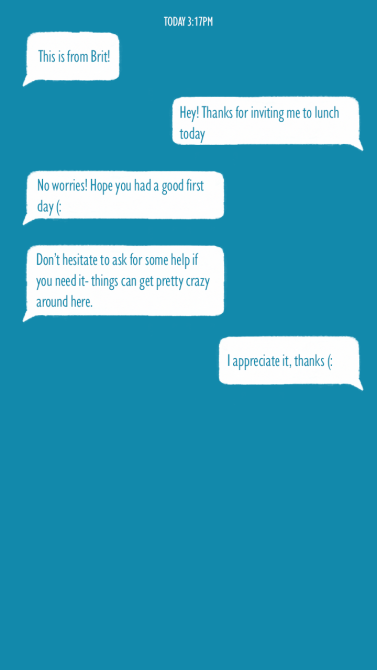 TODAY 3:17PM
This is from Brit!
Hey! Thanks for inviting me to lunch
today
No worries! Hope you had a good first
day (:
Don't hesitate to ask for some help if
you need it- things can get pretty crazy
around here.
I appreciate it, thanks (: